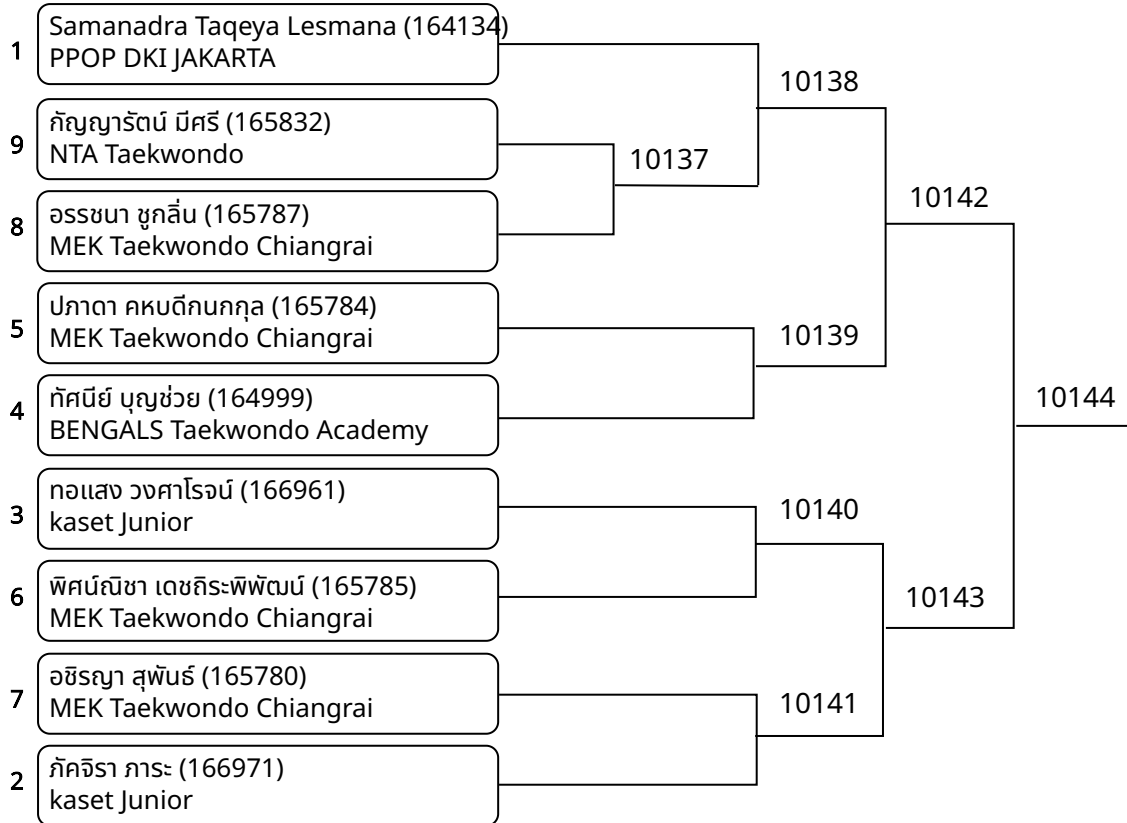 1
Samanadra Taqeya Lesmana (164134)
PPOP DKI JAKARTA
9
กัญญารัตน์ มีศรี (165832)
NTA Taekwondo
8
อรรชนา ชูกลิ่น (165787)
MEK Taekwondo Chiangrai
5
ปภาดา คหบดีกนกกุล (165784)
MEK Taekwondo Chiangrai
4
ทัศนีย์ บุญช่วย (164999)
BENGALS Taekwondo Academy
3
ทอแสง วงศาโรจน์ (166961)
kaset Junior
6
พิศน์ณิชา เดชถิระพิพัฒน์ (165785)
MEK Taekwondo Chiangrai
7
อชิรญา สุพันธ์ (165780)
MEK Taekwondo Chiangrai
2
ภัคจิรา ภาระ (166971)
kaset Junior
10137
10138
10139
10140
10141
10142
10143
10144